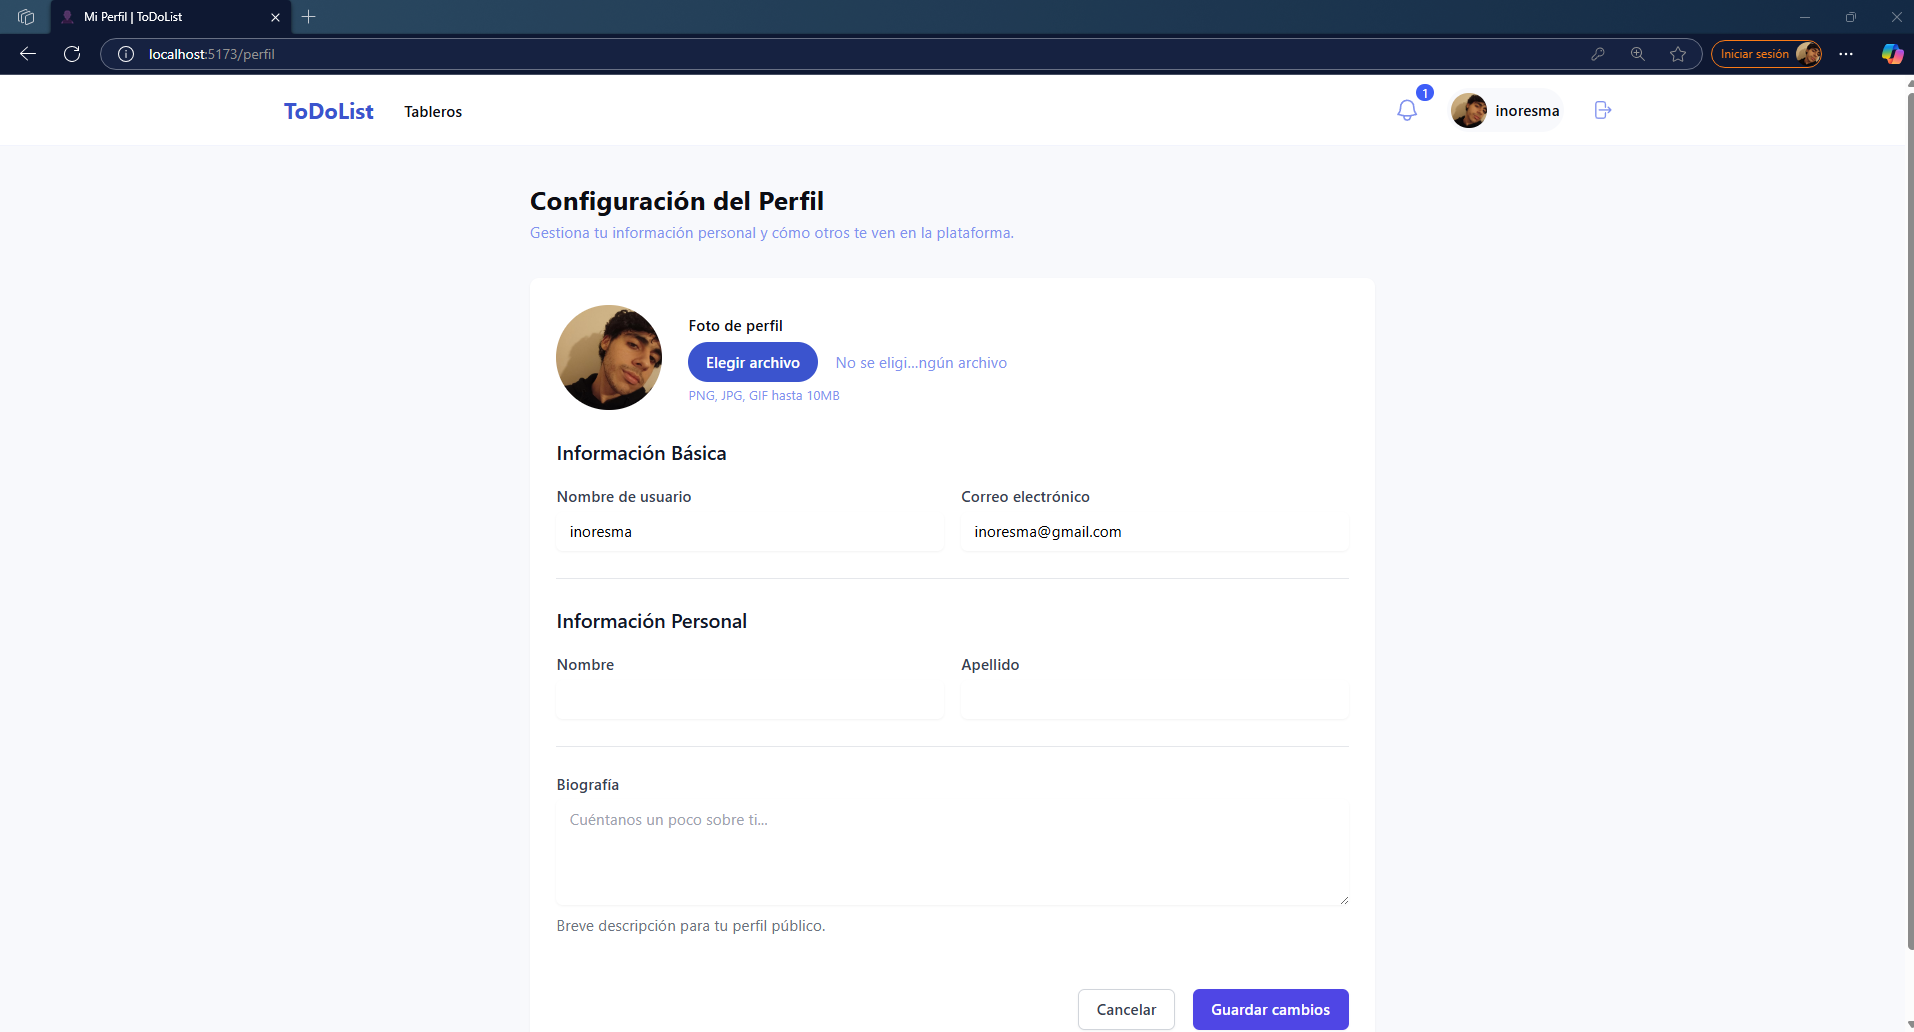 Mi Perfil | ToDoList
localhost:5173/perfil
Iniciar sesión
ToDoList
Tableros
1
inoresma
Configuración del Perfil
Gestiona tu información personal y cómo otros te ven en la plataforma.
Foto de perfil
Elegir archivo
No se eligi...ngún archivo
PNG, JPG, GIF hasta 10MB
Información Básica
Nombre de usuario
Correo electrónico
inoresma
inoresma@gmail.com
Información Personal
Nombre
Apellido
Biografía
Cuéntanos un poco sobre ti...
Breve descripción para tu perfil público.
Cancelar
Guardar cambios